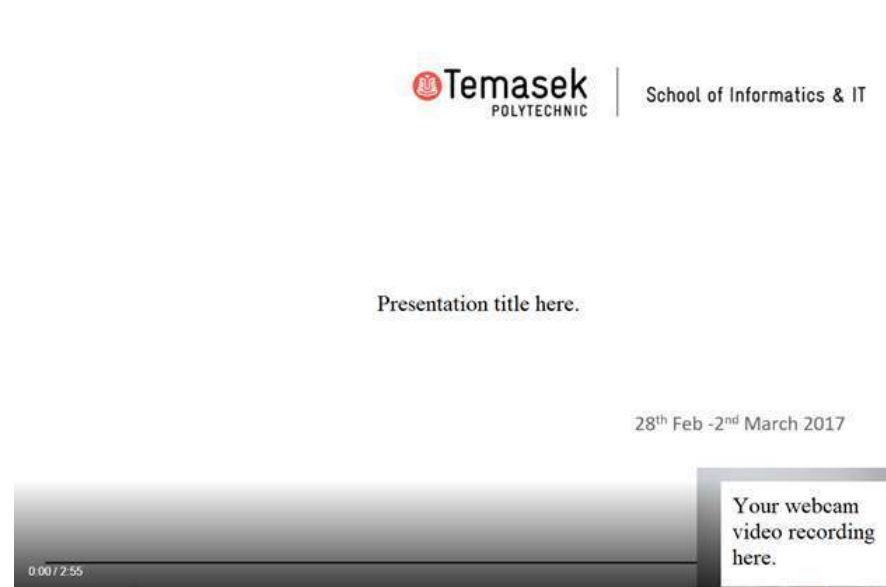 Temasek
POLYTECHNIC
School of Informatics & IT
Presentation title here.
28th Feb -2nd March 2017
Your webcam
video recording
here.
0:00 / 2:55